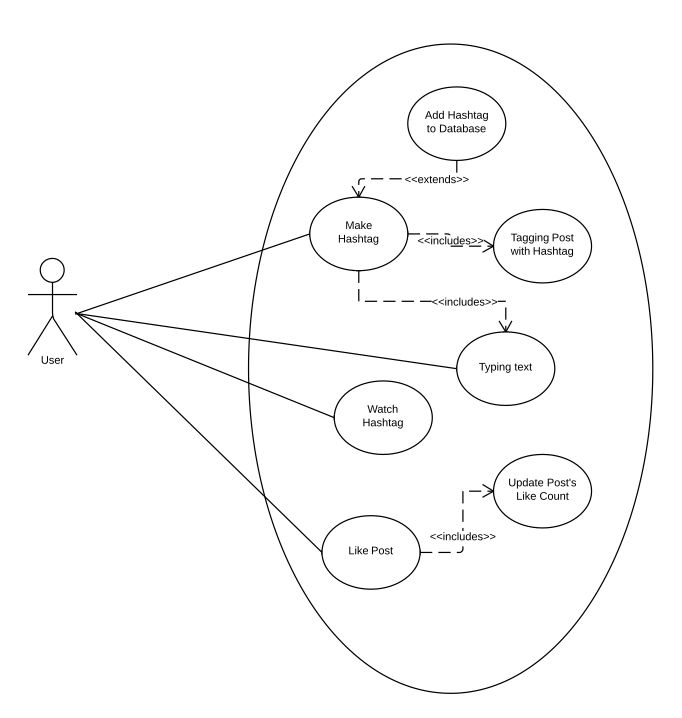 Add Hashtag
to Database
<<extends>>
Make
Hashtag
<<includes>>
Tagging Post
with Hashtag
<<includes>>
User
Typing text
Watch
Hashtag
Update Post's
Like Count
<<includes>>
Like Post